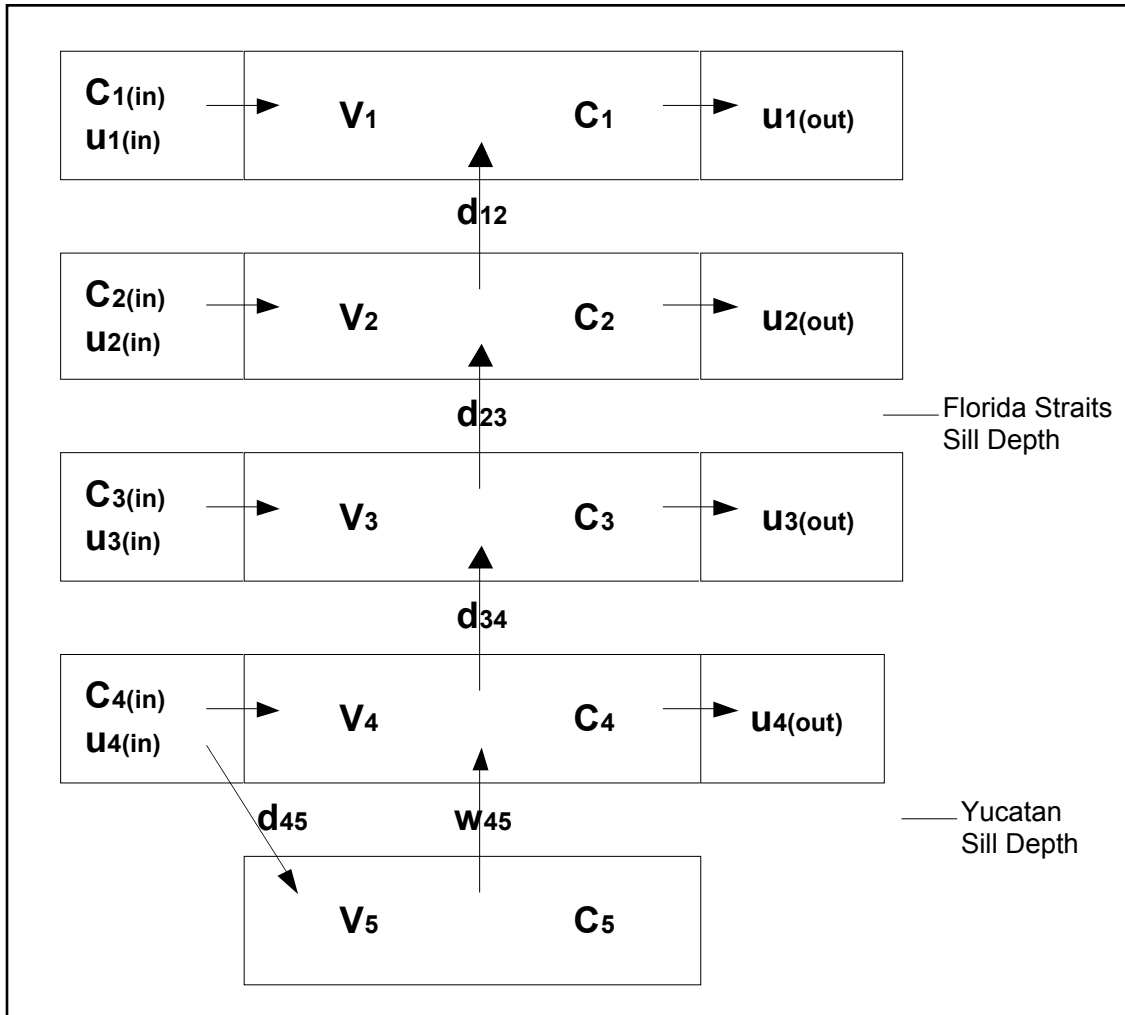 C1(in)
u1(in)
V1
C1
u1(out)
d12
C2(in)
u2(in)
V2
C2
u2(out)
d23
Florida Straits
Sill Depth
C3(in)
u3(in)
V3
C3
u3(out)
d34
C4(in)
u4(in)
V4
C4
u4(out)
d45
w45
Yucatan
Sill Depth
V5
C5